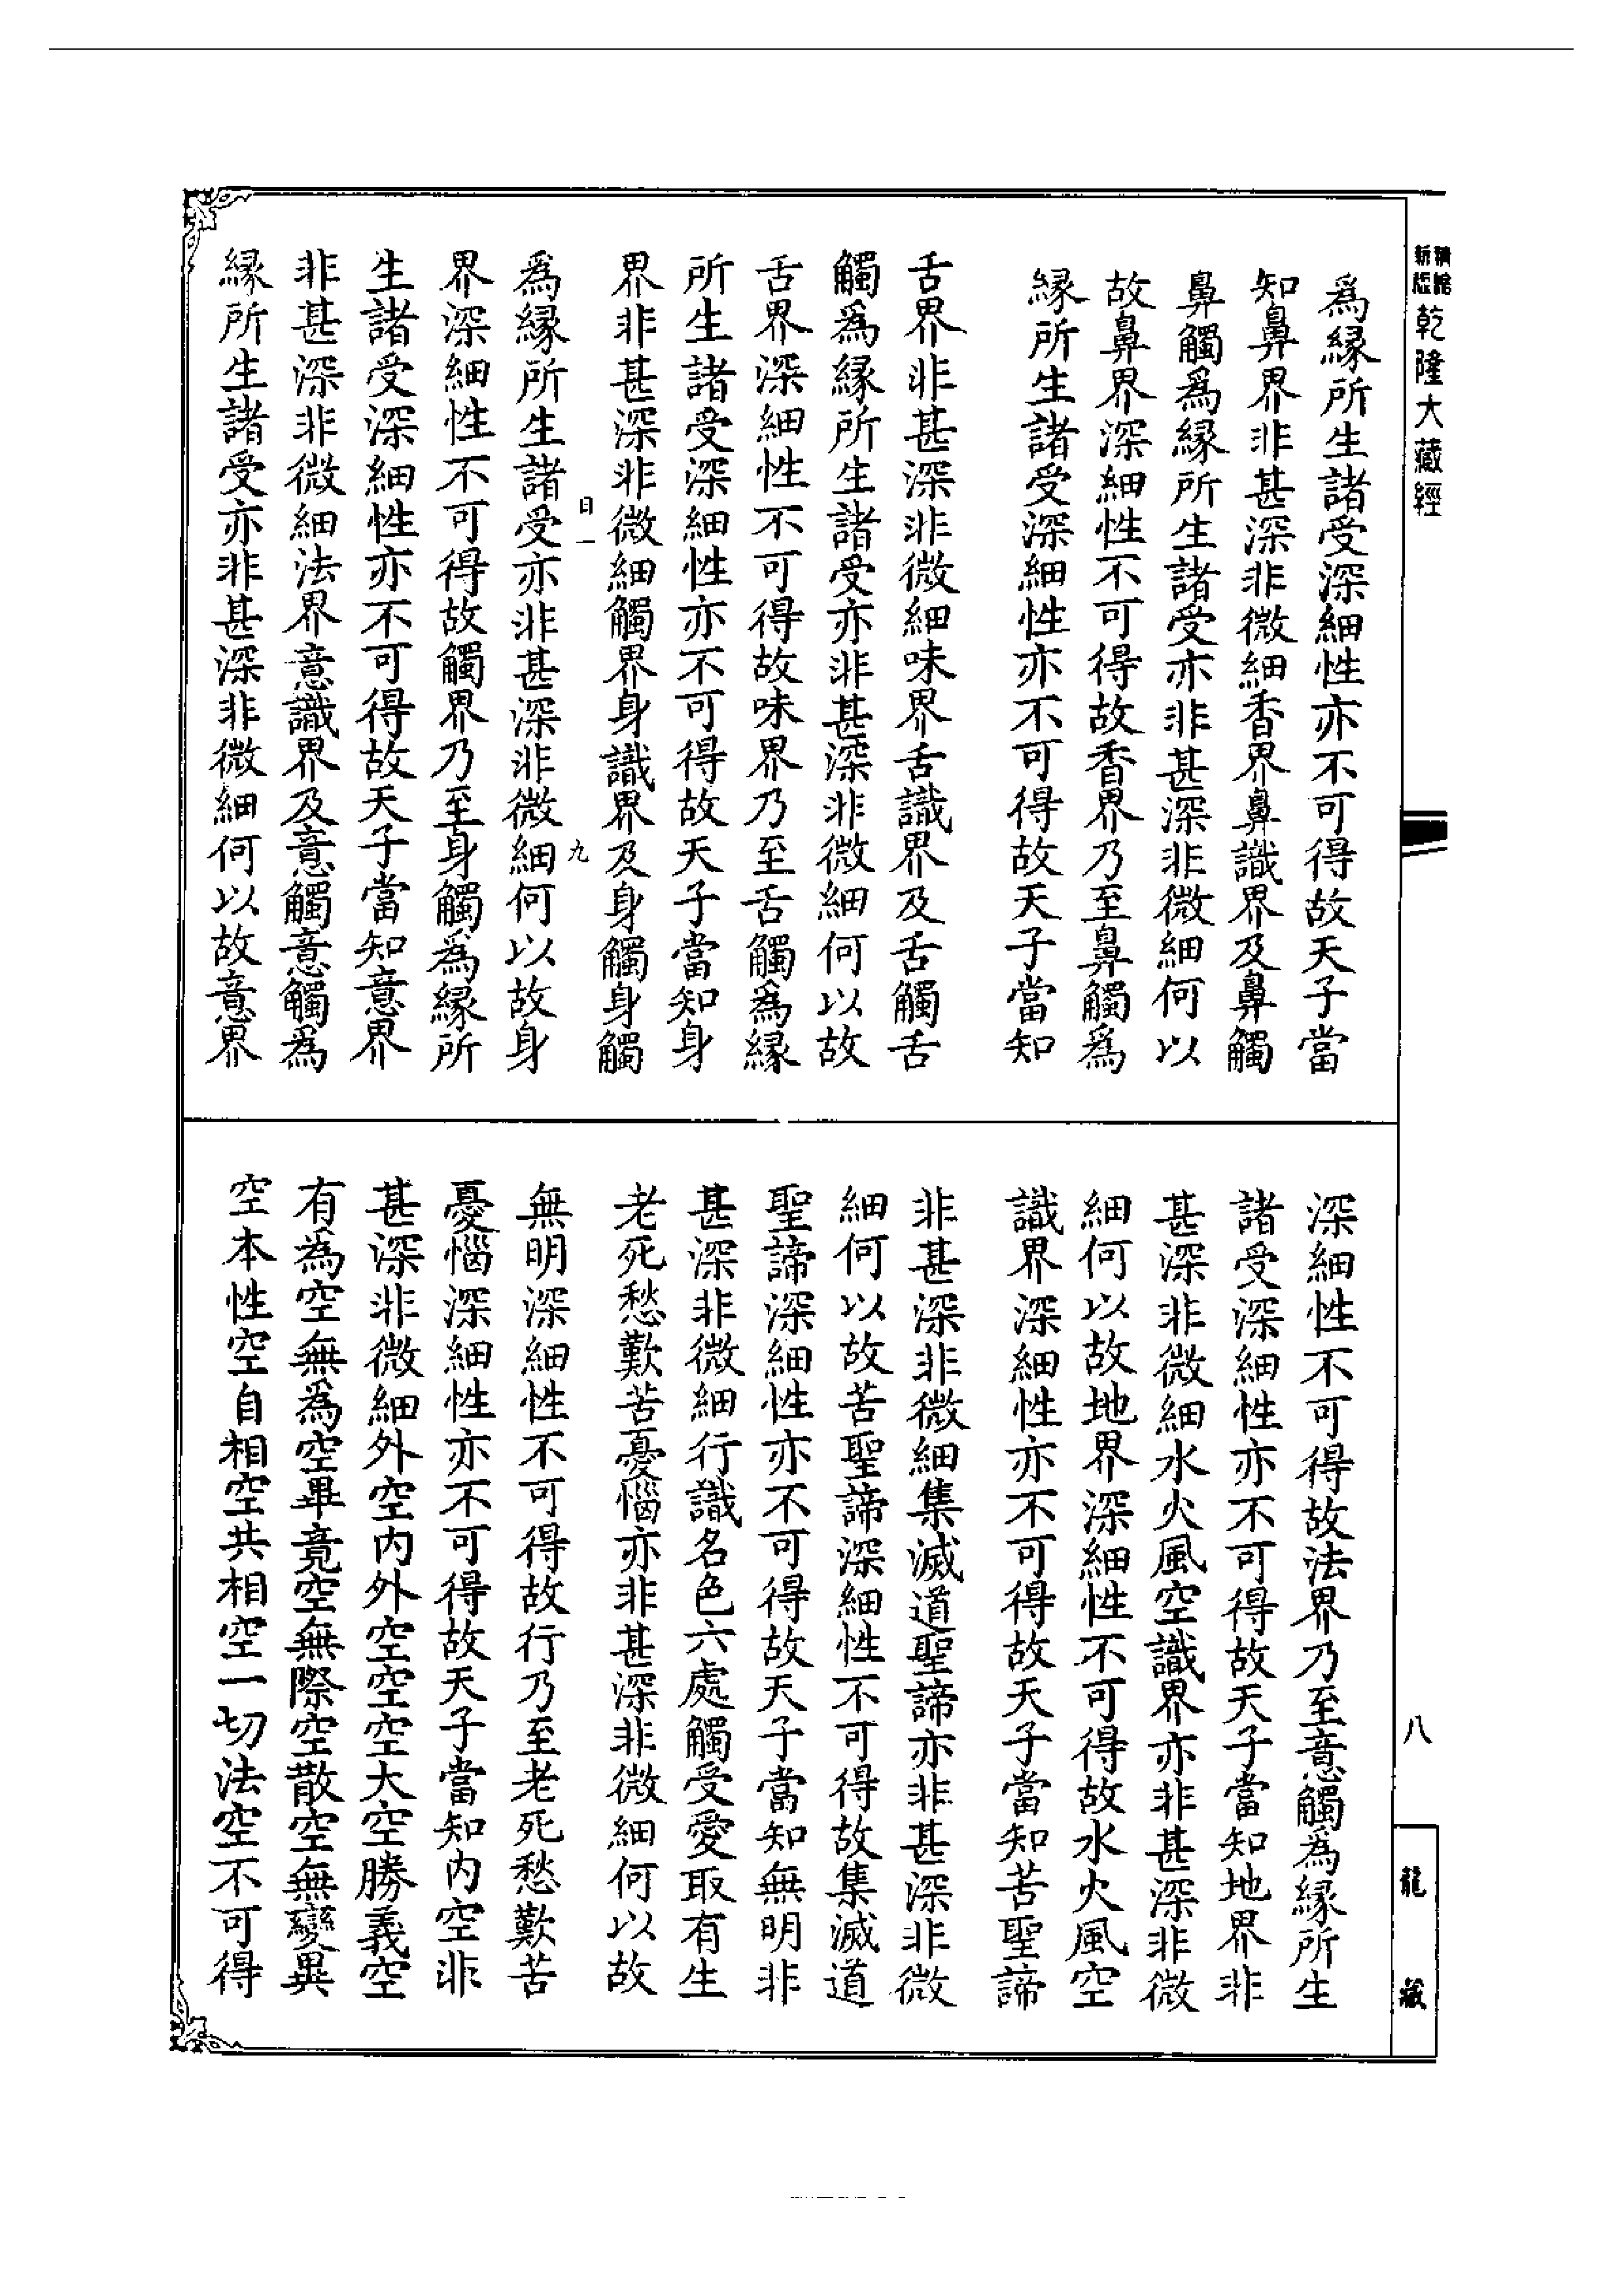 乾隆大藏經
為緣所生諸受深細性亦不可得故天子當
知鼻界非甚深非微細香界鼻識界及鼻觸
鼻觸為緣所生諸受亦非甚深非微細何以
故鼻界深細性不可得故香界乃至鼻觸為
緣所生諸受深細性亦不可得故天子當知
舌界非甚深非微細味界舌識界及舌觸舌
觸為緣所生諸受亦非甚深非微細何以故
舌界深細性不可得故味界乃至舌觸為緣
所生諸受深細性亦不可得故天子當知身
界非甚深非微細觸界身識界及身觸身觸
日一 九
為緣所生諸受亦非甚深非微細何以故身
界深細性不可得故觸界乃至身觸為緣所
生諸受深細性亦不可得故天子當知意界
非甚深非微細法界意識界及意觸意觸為
緣所生諸受亦非甚深非微細何以故意界
深細性不可得故法界乃至意觸為緣所生
諸受深細性亦不可得故天子當知地界非
甚深非微細水火風空識界亦非甚深非微
細何以故地界深細性不可得故水火風空
識界深細性亦不可得故天子當知苦聖諦
非甚深非微細集滅道聖諦亦非甚深非微
細何以故苦聖諦深細性不可得故集滅道
聖諦深細性亦不可得故天子當知無明非
甚深非微細行識名色六處觸受愛取有生
老死愁歎苦憂惱亦非甚深非微細何以故
無明深細性不可得故行乃至老死愁歎苦
憂惱深細性亦不可得故天子當知內空非
甚深非微細外空內外空空空大空勝義空
有為空無為空畢竟空無際空散空無變異
空本性空自相空共相空一切法空不可得
八
龍藏